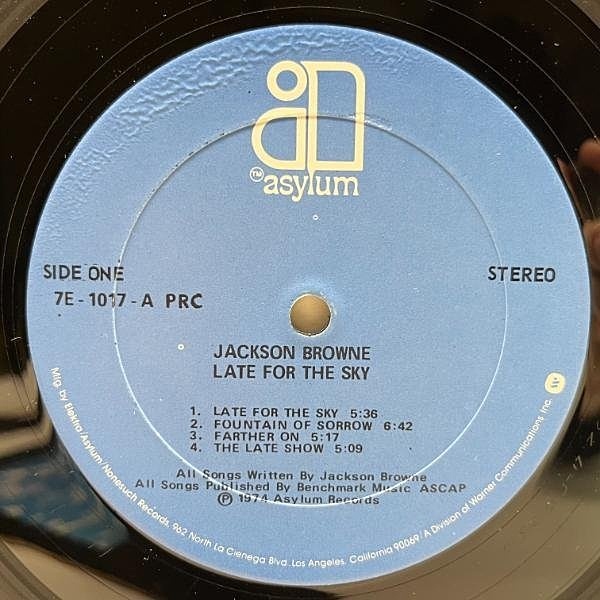 TM asylum
SIDE ONE
STEREO
7E-1017-A PRC
JACKSON BROWNE
LATE FOR THE SKY
1. LATE FOR THE SKY 5:36
2. FOUNTAIN OF SORROW 6:42
3. FARTHER ON 5:17
4. THE LATE SHOW 5:09
All Songs Written By Jackson Browne
All Songs Published By Benchmark Music ASCAP
℗ 1974 Asylum Records
Mfg. by Elektra/Asylum/Nonesuch Records, 962 North La Cienega Blvd. Los Angeles, California 90069/A Division of Warner Communications Inc.